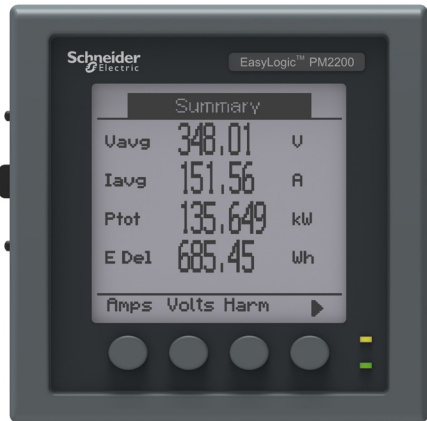 Schneider
Electric
EasyLogic™ PM2200
Summary
Vavg 348.01 V
Iavg 151.56 A
Ptot 135.649 kW
E Del 685.45 Wh
Amps Volts Harm